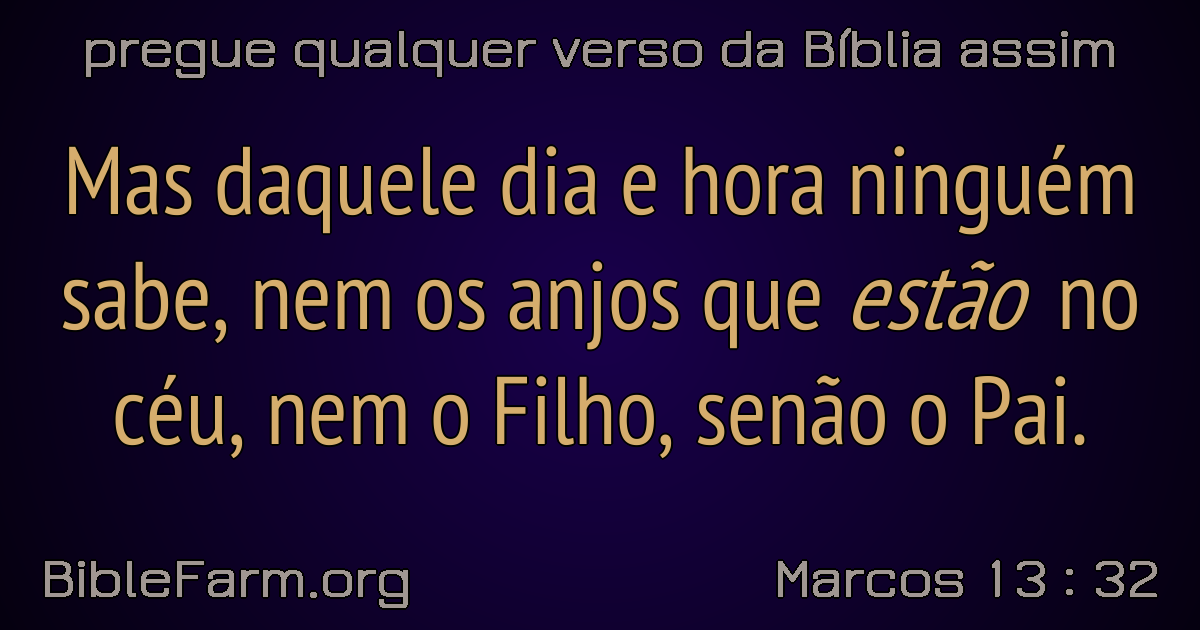 pregue qualquer verso da Bíblia assim
Mas daquele dia e hora ninguém
sabe, nem os anjos que estão no
céu, nem o Filho, senão o Pai.
BibleFarm.org
Marcos 13 : 32